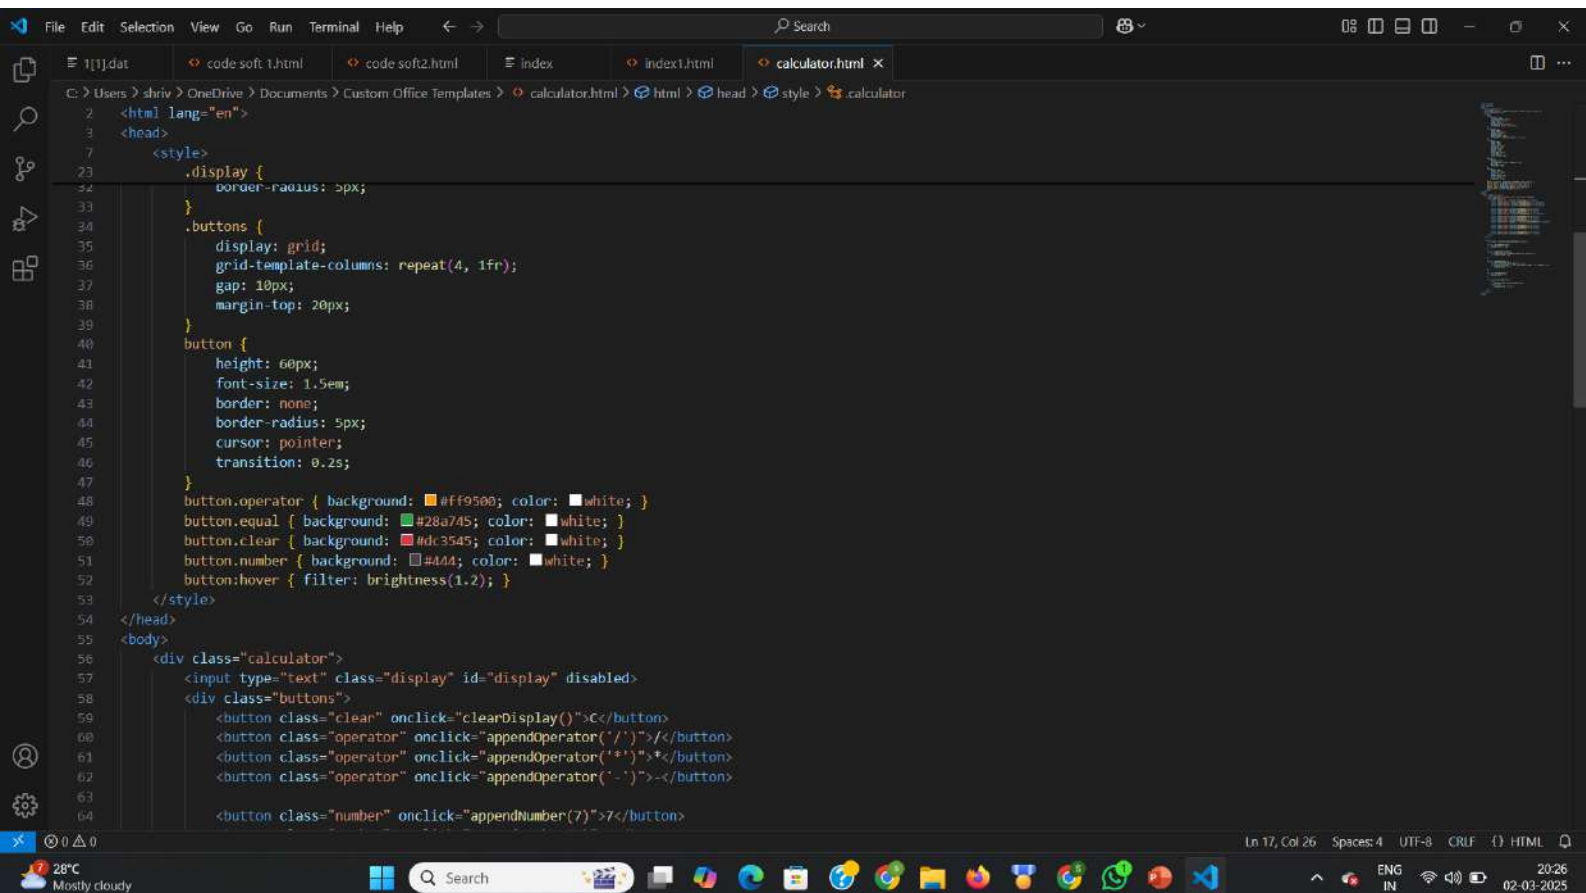 File Edit Selection View Go Run Terminal Help
Search
1[1].dat code soft 1.html code soft2.html index index1.html calculator.html
C: > Users > shriv > OneDrive > Documents > Custom Office Templates > calculator.html > html > head > style > .calculator
2 <html lang="en">
3 <head>
7 <style>
23 .display {
32 border-radius: 5px;
33 }
34 .buttons {
35 display: grid;
36 grid-template-columns: repeat(4, 1fr);
37 gap: 10px;
38 margin-top: 20px;
39 }
40 button {
41 height: 60px;
42 font-size: 1.5em;
43 border: none;
44 border-radius: 5px;
45 cursor: pointer;
46 transition: 0.2s;
47 }
48 button.operator { background: #ff9500; color: white; }
49 button.equal { background: #28a745; color: white; }
50 button.clear { background: #dc3545; color: white; }
51 button.number { background: #444; color: white; }
52 button:hover { filter: brightness(1.2); }
53 </style>
54 </head>
55 <body>
56 <div class="calculator">
57 <input type="text" class="display" id="display" disabled>
58 <div class="buttons">
59 <button class="clear" onclick="clearDisplay()">C</button>
60 <button class="operator" onclick="appendOperator('/')">/</button>
61 <button class="operator" onclick="appendOperator('*')">*</button>
62 <button class="operator" onclick="appendOperator('-')">-</button>
63
64 <button class="number" onclick="appendNumber(7)">7</button>
0 0 Ln 17, Col 26 Spaces: 4 UTF-8 CRLF {} HTML
7 28°C
Mostly cloudy
Search
ENG
IN
20:26
02-03-2025